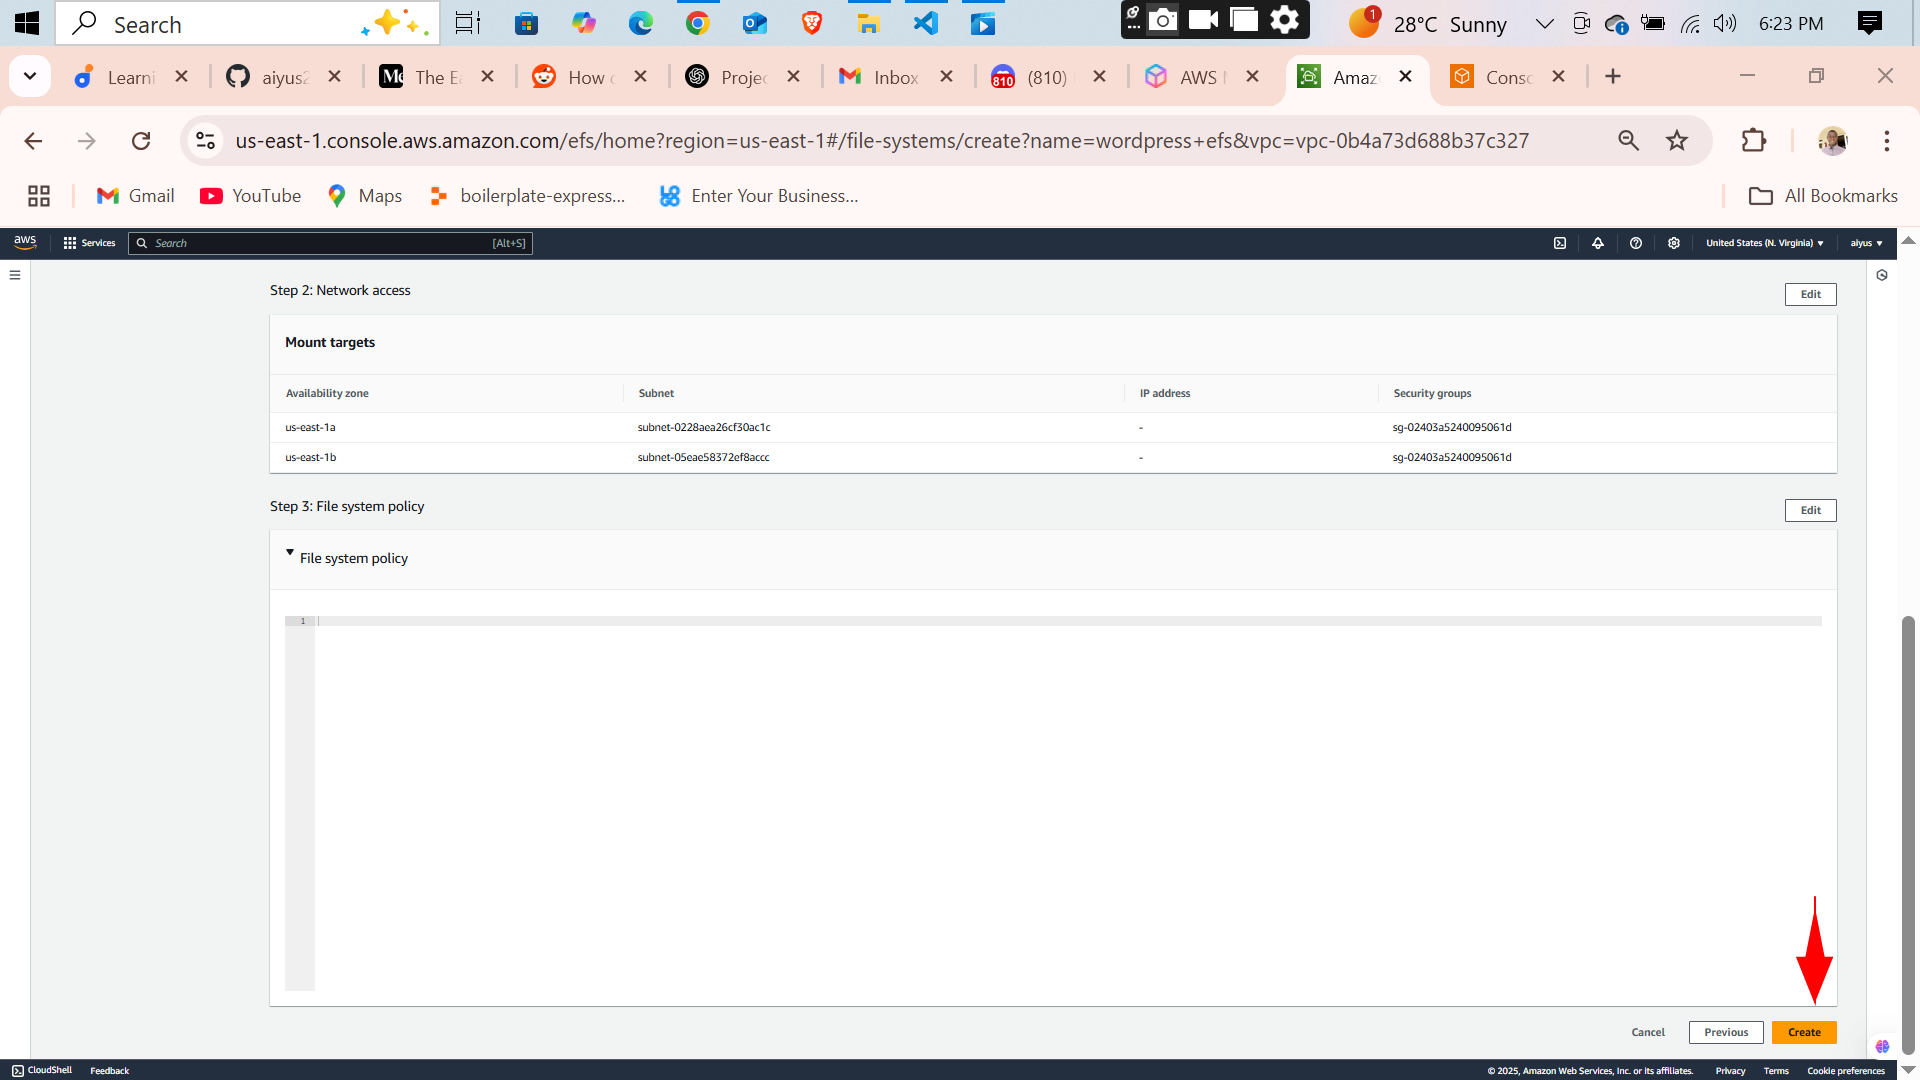 Search
1
28°C Sunny
6:23 PM
Learni
aiyus2
Me
The Ea
How c
Projec
Inbox
810
(810)
AWS
Amaz
Conso
us-east-1.console.aws.amazon.com/efs/home?region=us-east-1#/file-systems/create?name=wordpress+efs&vpc=vpc-0b4a73d688b37c327
Gmail
YouTube
Maps
boilerplate-express...
Enter Your Business...
All Bookmarks
aws
Services
Search
[Alt+S]
United States (N. Virginia)
aiyus
Step 2: Network access
Edit
Mount targets
Availability zone
Subnet
IP address
Security groups
us-east-1a
subnet-0228aea26cf30ac1c
-
sg-02403a5240095061d
us-east-1b
subnet-05eae58372ef8accc
-
sg-02403a5240095061d
Step 3: File system policy
Edit
File system policy
1
Cancel
Previous
Create
CloudShell
Feedback
© 2025, Amazon Web Services, Inc. or its affiliates.
Privacy
Terms
Cookie preferences